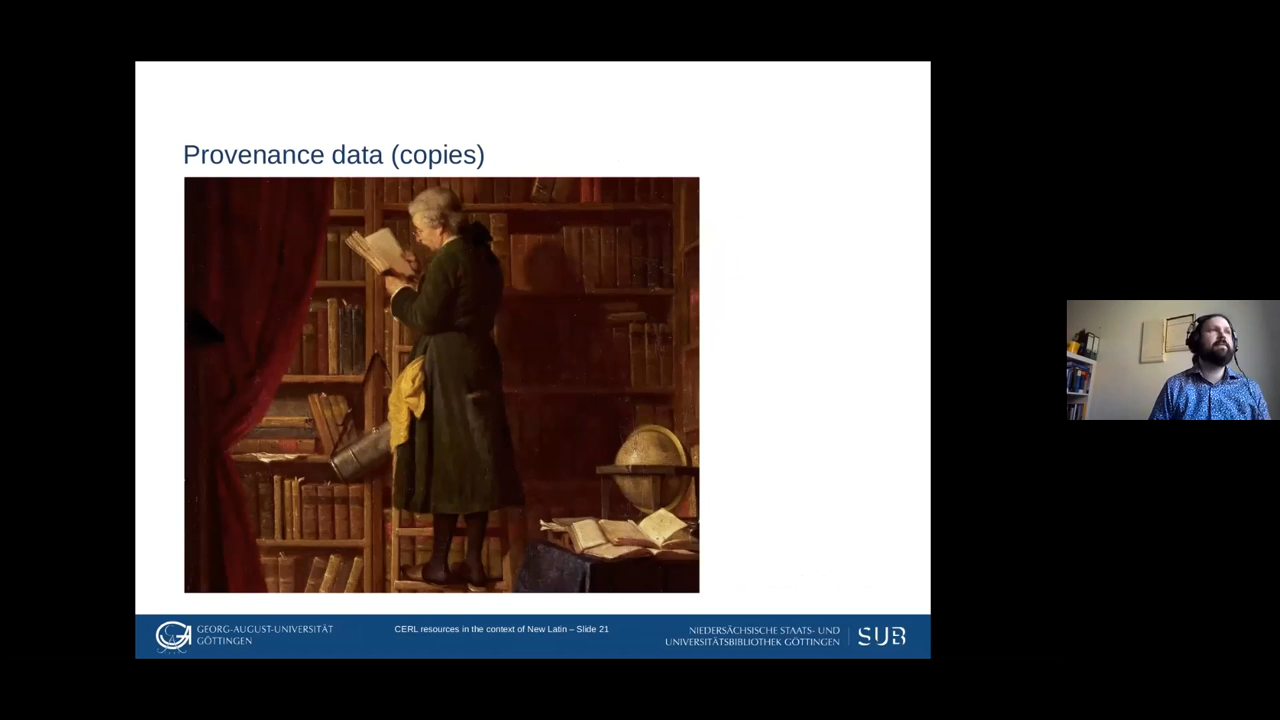 Provenance data (copies)
GEORG-AUGUST-UNIVERSITÄT
GÖTTINGEN
CERL resources in the context of New Latin – Slide 21
NIEDERSÄCHSISCHE STAATS- UND
UNIVERSITÄTSBIBLIOTHEK GÖTTINGEN
SUB